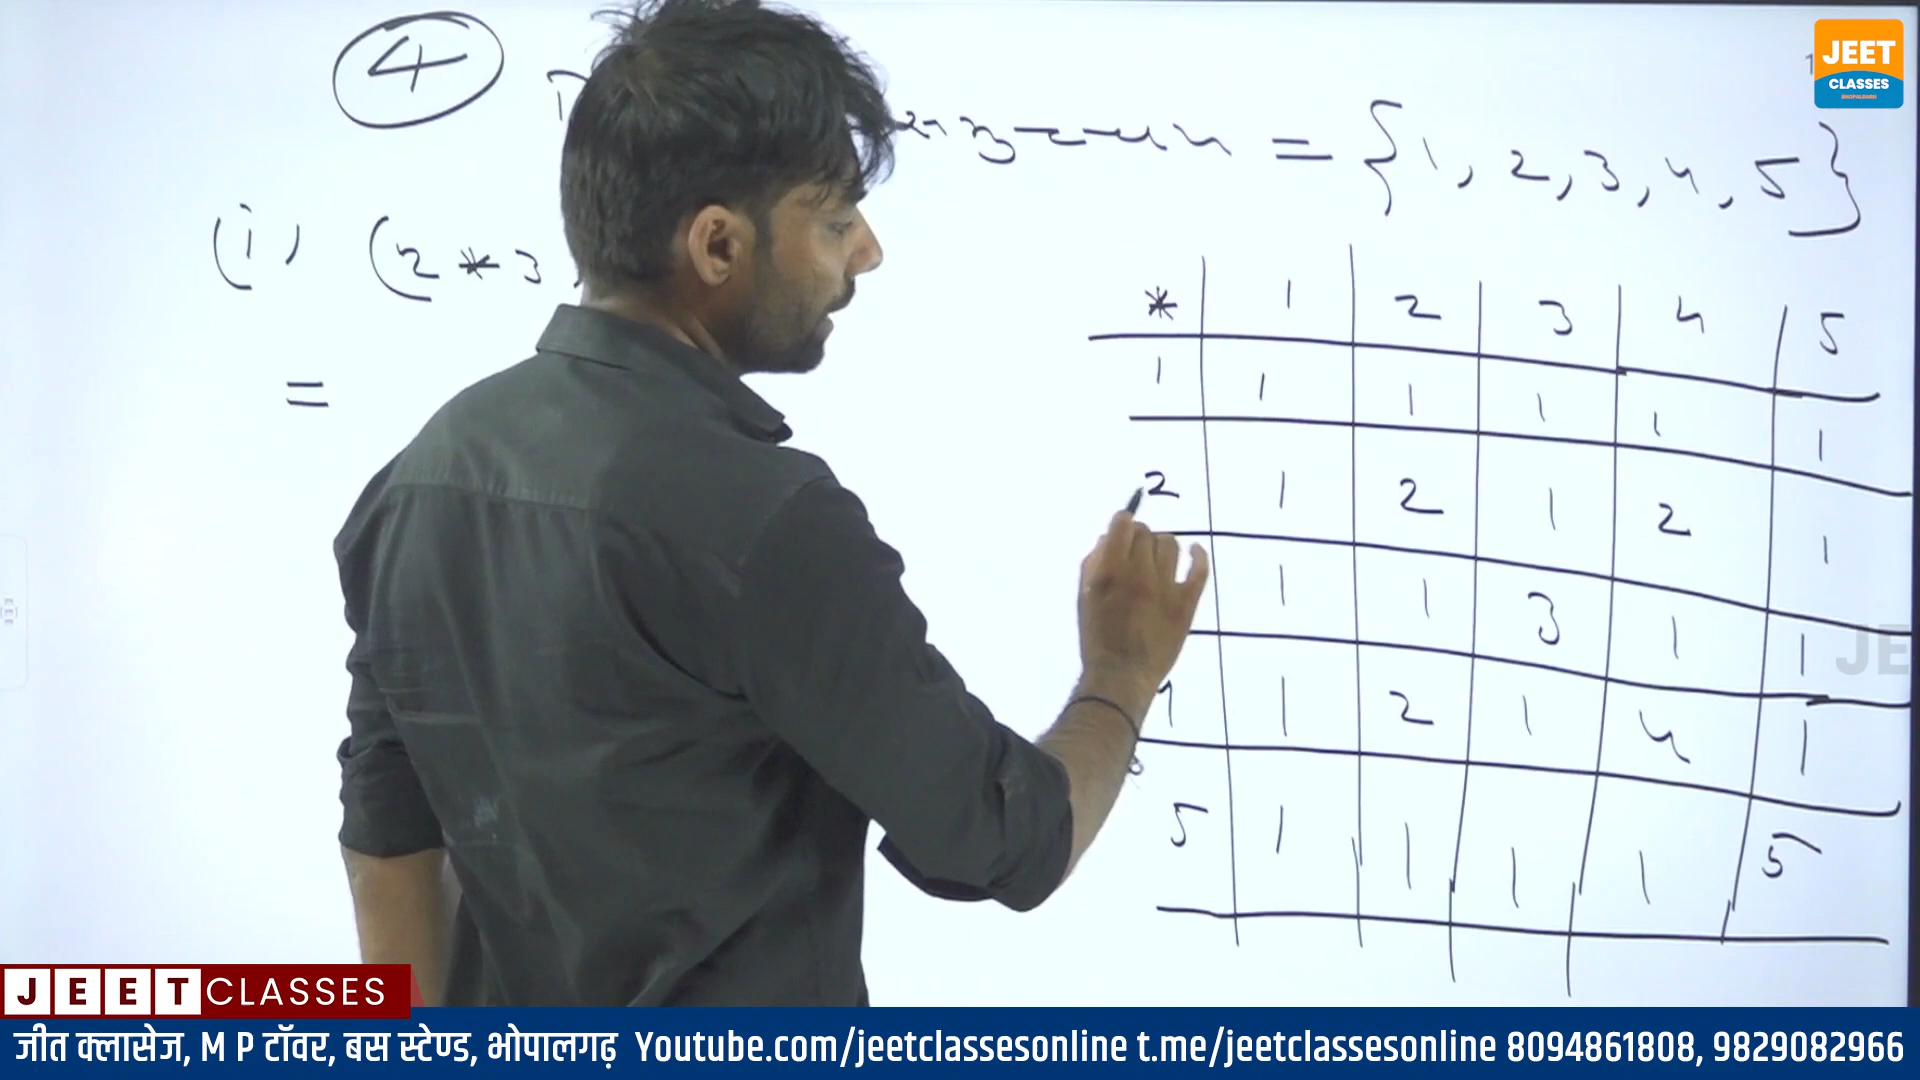 JEET
CLASSES
④
= {1, 2, 3, 4, 5}
(i) (2 * 3
=
* 1 2 3 4 5
1 1 1 1 1 1
2 1 2 1 2 1
1 1 3 1 1
1 2 1 4 1
5 1 1 1 1 5
JE
JEET CLASSES
जीत क्लासेज, M P टॉवर, बस स्टेण्ड, भोपालगढ़ Youtube.com/jeetclassesonline t.me/jeetclassesonline 8094861808, 9829082966